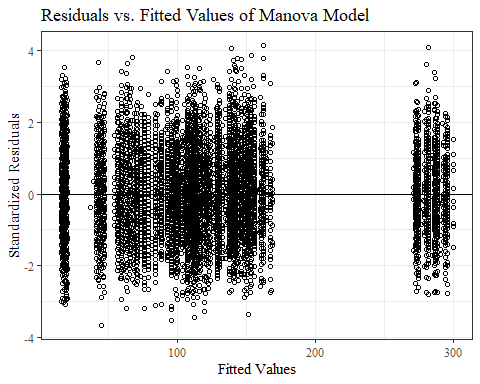 Residuals vs. Fitted Values of Manova Model
Standardized Residuals
4
2
0
-2
-4
100
200
300
Fitted Values